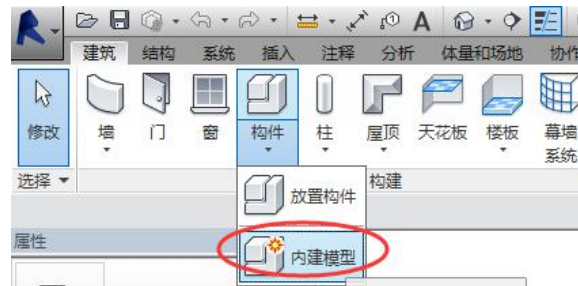 建筑 结构 系统 插入 注释 分析 体量和场地 协作
修改 墙 门 窗 构件 柱 屋顶 天花板 楼板 幕墙
系统
选择 构建
放置构件
属性
内建模型